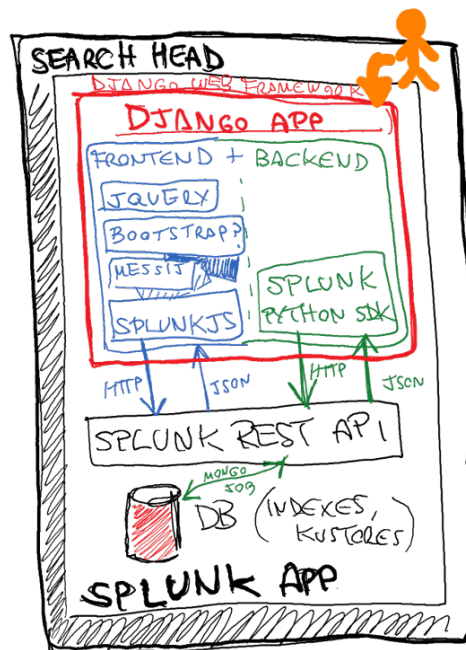 SEARCH HEAD
DJANGO WEB FRAMEWORK
DJANGO APP
FRONTEND + BACKEND
JQUERY
BOOTSTRAP?
MESSIJ
SPLUNKJS
SPLUNK
PYTHON SDK
HTTP
JSON
HTTP
JSON
SPLUNK REST API
MONGO
JOB
DB (INDEXES,
KVSTORES)
SPLUNK APP